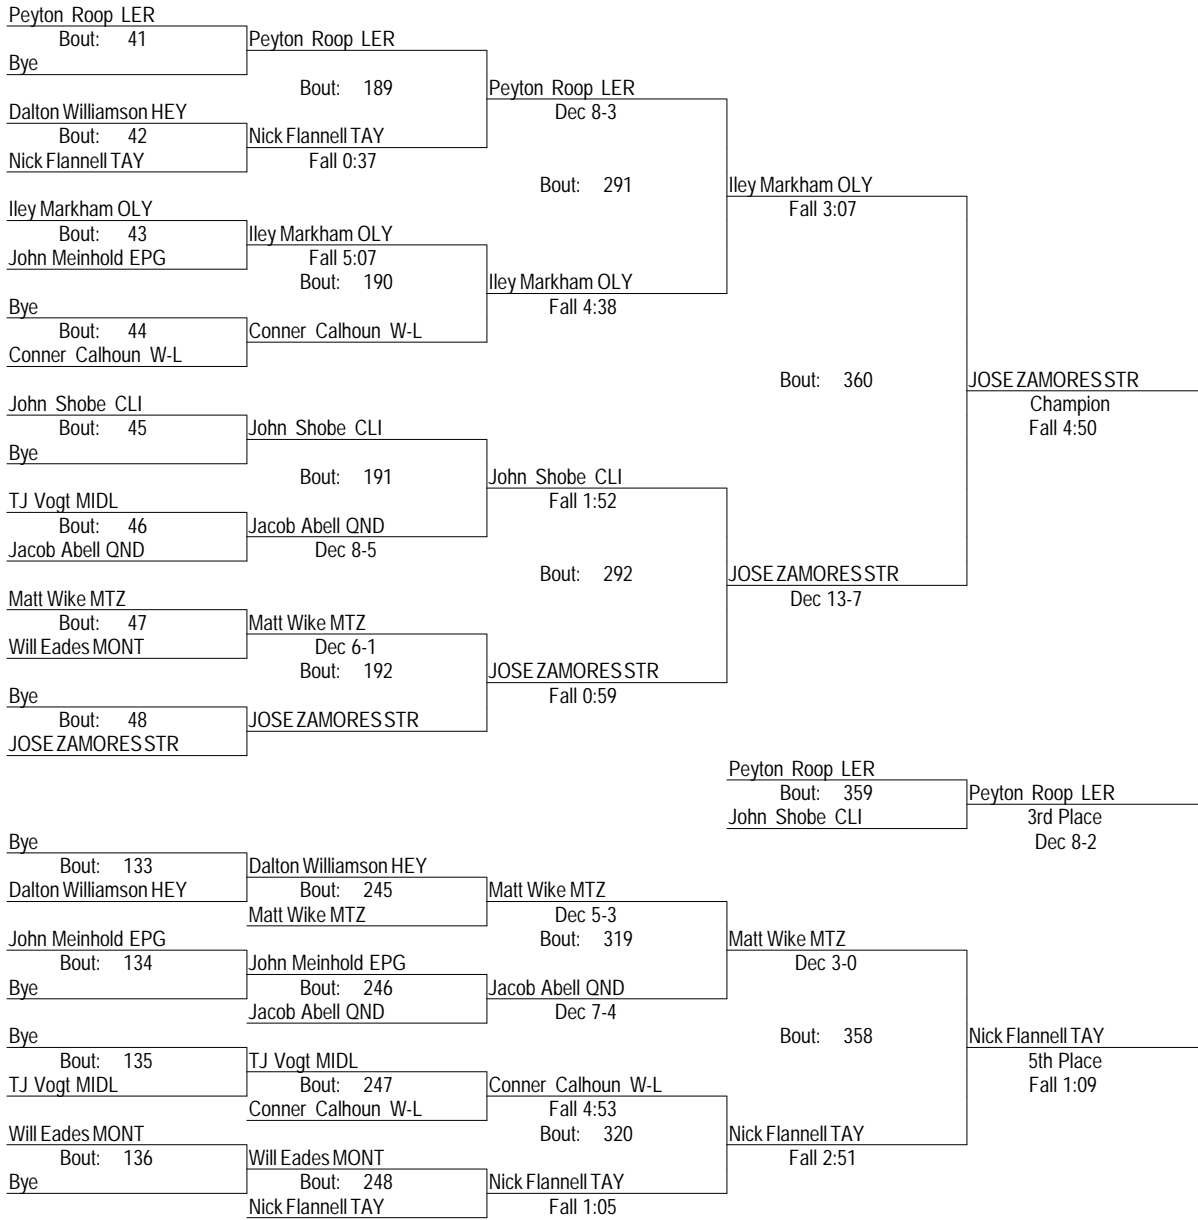 Peyton Roop LER
Bout: 41
Peyton Roop LER
Bye
Bout: 189
Peyton Roop LER
Dalton Williamson HEY
Dec 8-3
Bout: 42
Nick Flannell TAY
Nick Flannell TAY
Fall 0:37
Bout: 291
Iley Markham OLY
Iley Markham OLY
Fall 3:07
Bout: 43
Iley Markham OLY
John Meinhold EPG
Fall 5:07
Bout: 190
Iley Markham OLY
Bye
Fall 4:38
Bout: 44
Conner Calhoun W-L
Conner Calhoun W-L
Bout: 360
JOSE ZAMORES STR
John Shobe CLI
Champion
Bout: 45
John Shobe CLI
Fall 4:50
Bye
Bout: 191
John Shobe CLI
TJ Vogt MIDL
Fall 1:52
Bout: 46
Jacob Abell QND
Jacob Abell QND
Dec 8-5
Bout: 292
JOSE ZAMORES STR
Matt Wike MTZ
Dec 13-7
Bout: 47
Matt Wike MTZ
Will Eades MONT
Dec 6-1
Bout: 192
JOSE ZAMORES STR
Bye
Fall 0:59
Bout: 48
JOSE ZAMORES STR
JOSE ZAMORES STR
Peyton Roop LER
Bout: 359
Peyton Roop LER
John Shobe CLI
3rd Place
Dec 8-2
Bye
Bout: 133
Dalton Williamson HEY
Dalton Williamson HEY
Bout: 245
Matt Wike MTZ
Matt Wike MTZ
Dec 5-3
John Meinhold EPG
Bout: 319
Matt Wike MTZ
Bout: 134
John Meinhold EPG
Dec 3-0
Bye
Bout: 246
Jacob Abell QND
Jacob Abell QND
Dec 7-4
Bye
Bout: 358
Nick Flannell TAY
Bout: 135
TJ Vogt MIDL
5th Place
TJ Vogt MIDL
Bout: 247
Conner Calhoun W-L
Fall 1:09
Conner Calhoun W-L
Fall 4:53
Will Eades MONT
Bout: 320
Nick Flannell TAY
Bout: 136
Will Eades MONT
Fall 2:51
Bye
Bout: 248
Nick Flannell TAY
Nick Flannell TAY
Fall 1:05